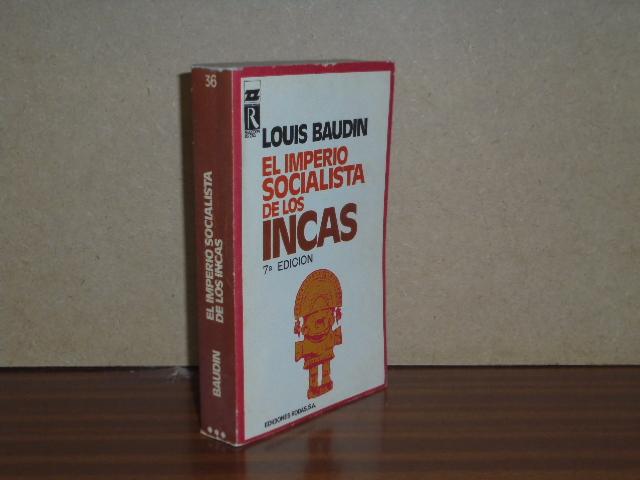 36
EL IMPERIO SOCIALISTA
DE LOS INCAS
BAUDIN
R
LOUIS BAUDIN
EL IMPERIO
SOCIALISTA
DE LOS
INCAS
7ª EDICION
EDICIONES RODAS, S.A.